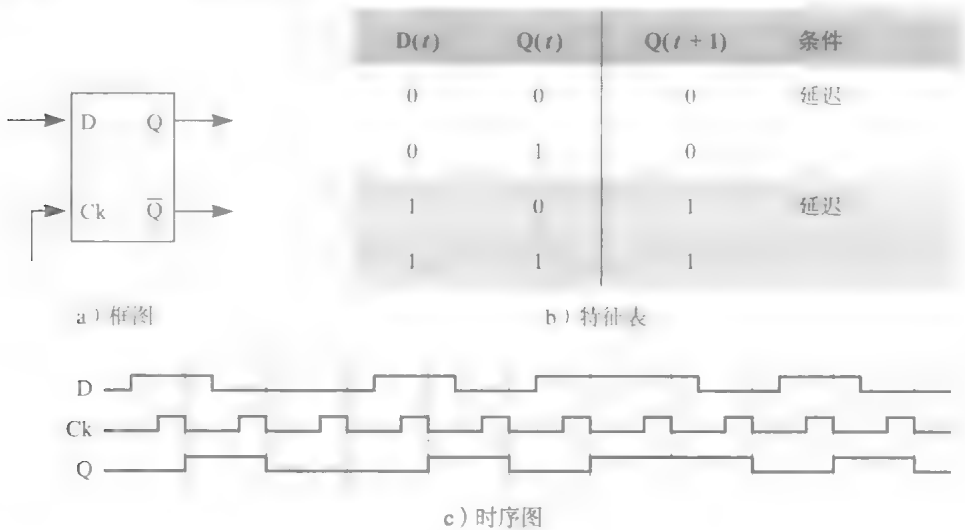 D(t) Q(t) Q(t + 1) 条件
0 0 0 延迟
0 1 0
1 0 1 延迟
1 1 1
D Q
Ck Q̅
a）框图
b）特征表
D
Ck
Q
c）时序图